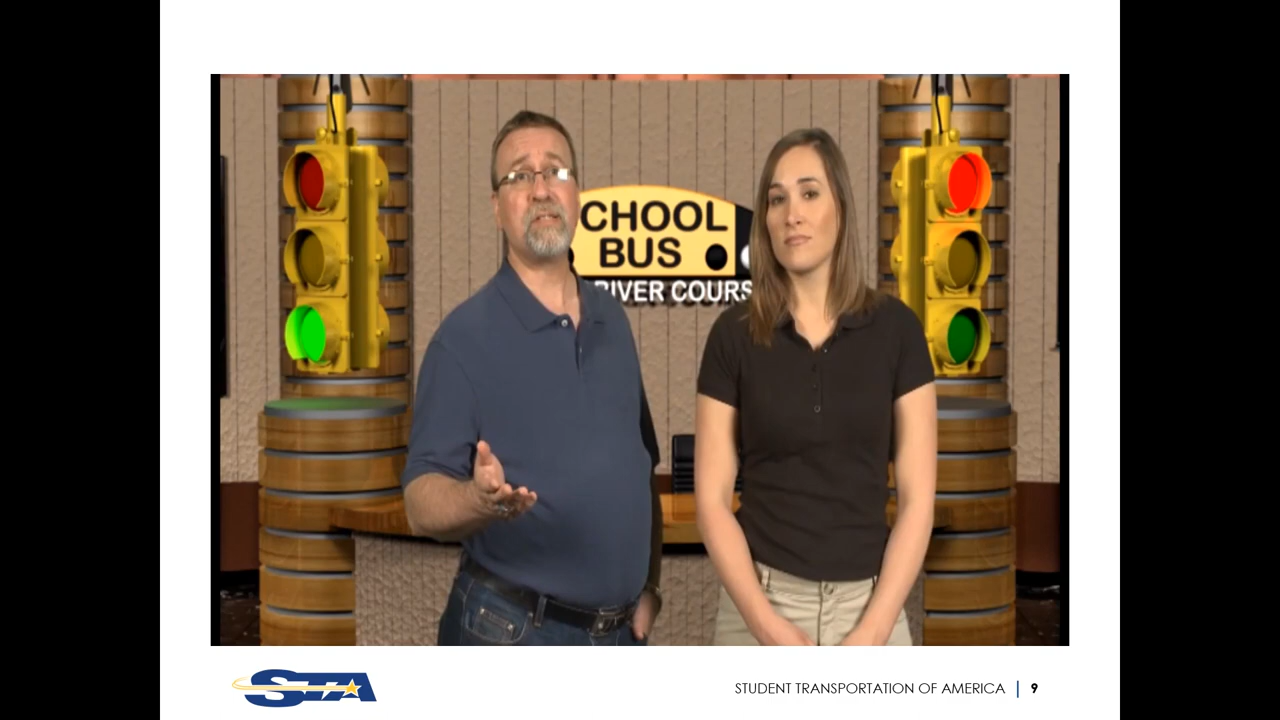 CHOOL
BUS
RIVER COURS
STA
STUDENT TRANSPORTATION OF AMERICA | 9